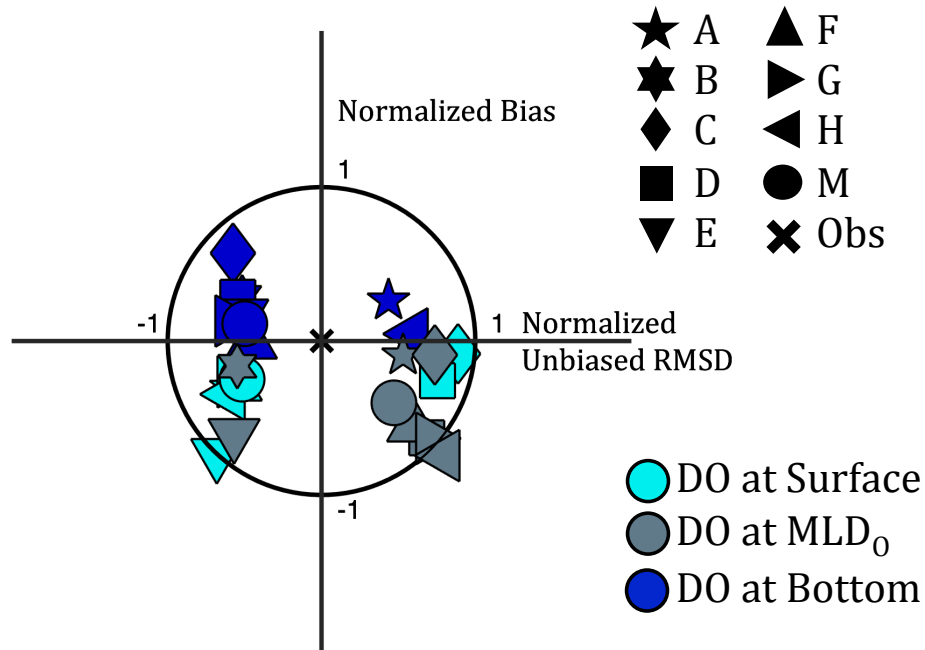 Normalized Bias
1
-1
1
Normalized
Unbiased RMSD
-1
A
F
B
G
C
H
D
M
E
Obs
DO at Surface
DO at MLD₀
DO at Bottom